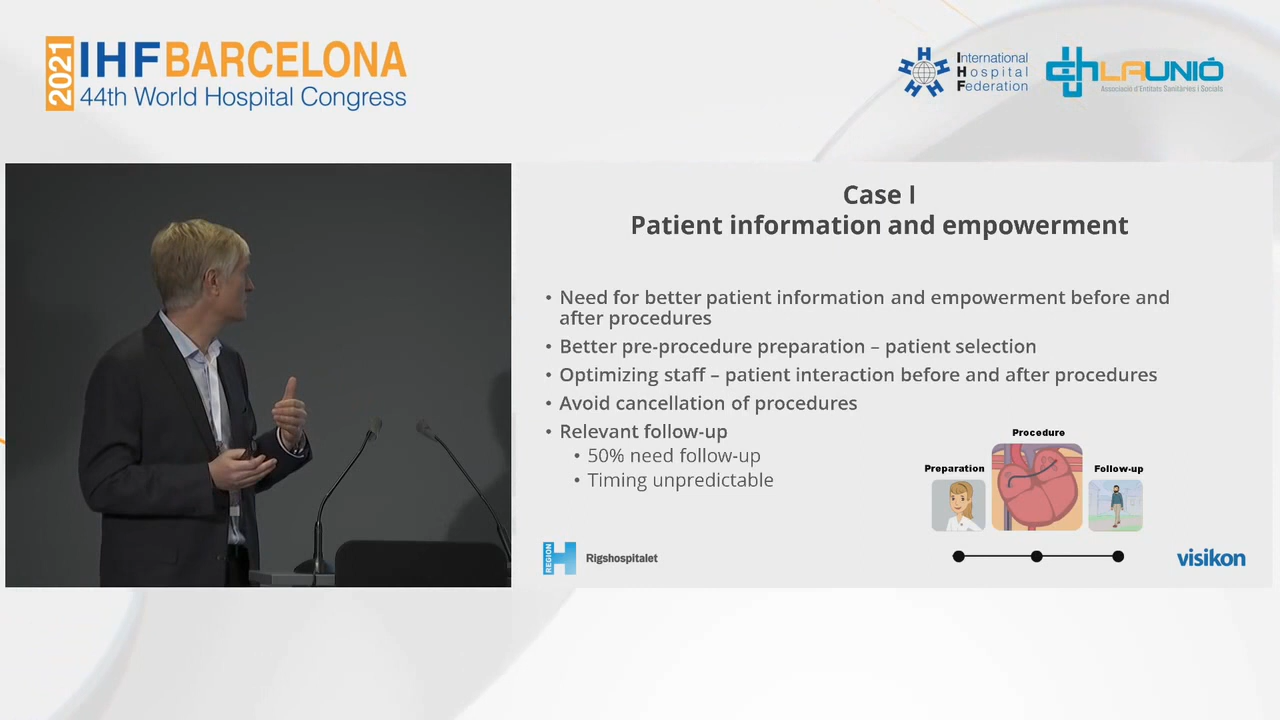 2021
IHF BARCELONA
44th World Hospital Congress
International
Hospital
Federation
LAUNIÓ
Associació d'Entitats Sanitàries i Socials
Case I
Patient information and empowerment
• Need for better patient information and empowerment before and
after procedures
• Better pre-procedure preparation – patient selection
• Optimizing staff – patient interaction before and after procedures
• Avoid cancellation of procedures
• Relevant follow-up
• 50% need follow-up
• Timing unpredictable
Procedure
Preparation
Follow-up
REGION
H
Rigshospitalet
visikon